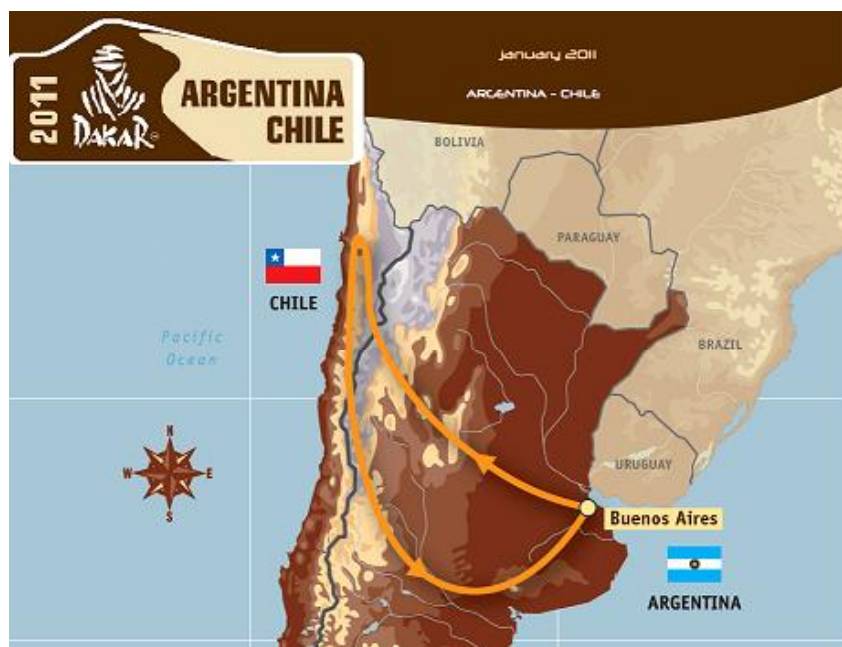 2011
DAKAR
ARGENTINA
CHILE
january 2011
ARGENTINA - CHILE
BOLIVIA
PARAGUAY
CHILE
Pacific
Ocean
BRAZIL
N
W E
S
URUGUAY
Buenos Aires
ARGENTINA